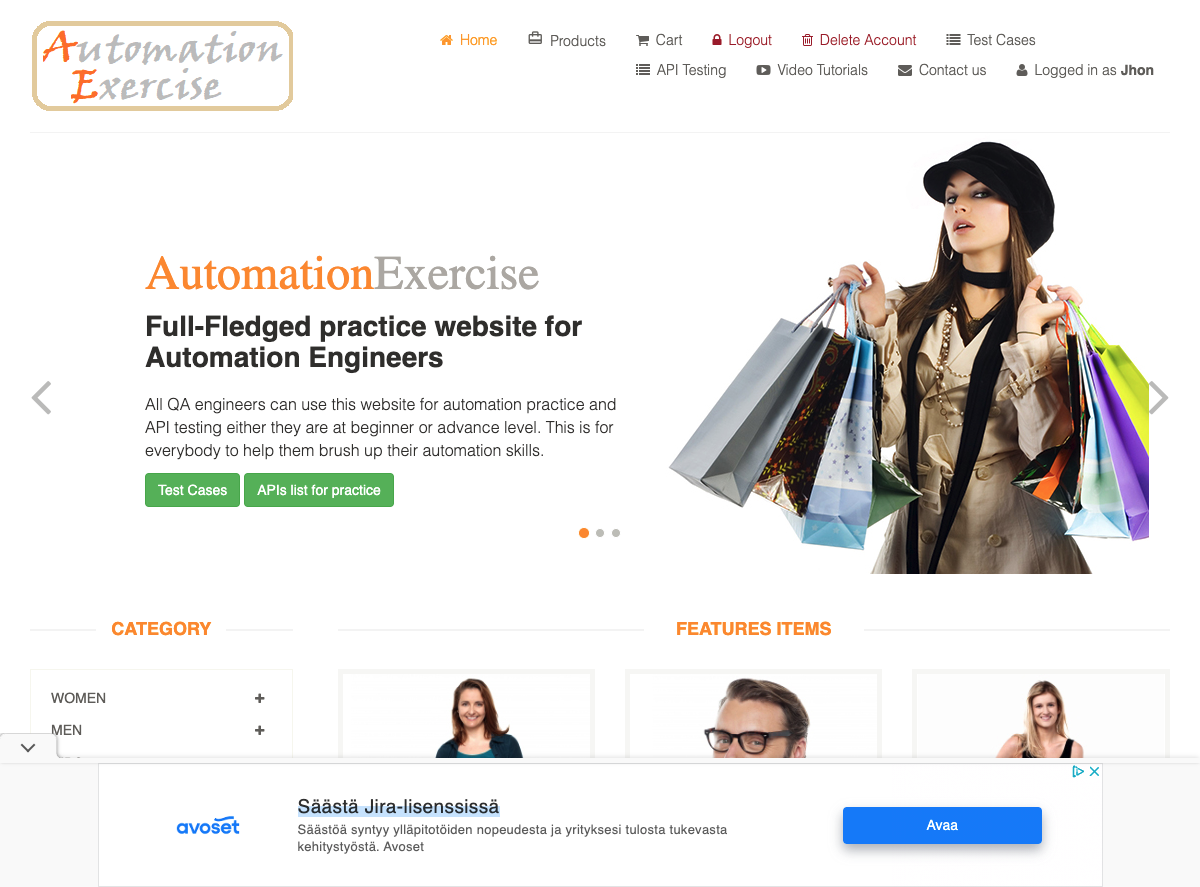 Automation
Exercise
Home
Products
Cart
Logout
Delete Account
Test Cases
API Testing
Video Tutorials
Contact us
Logged in as Jhon
AutomationExercise
Full-Fledged practice website for
Automation Engineers
All QA engineers can use this website for automation practice and
API testing either they are at beginner or advance level. This is for
everybody to help them brush up their automation skills.
Test Cases
APIs list for practice
CATEGORY
FEATURES ITEMS
WOMEN
MEN
avoset
Säästä Jira-lisenssissä
Säästöä syntyy ylläpitotöiden nopeudesta ja yrityksesi tulosta tukevasta
kehitystyöstä. Avoset
Avaa